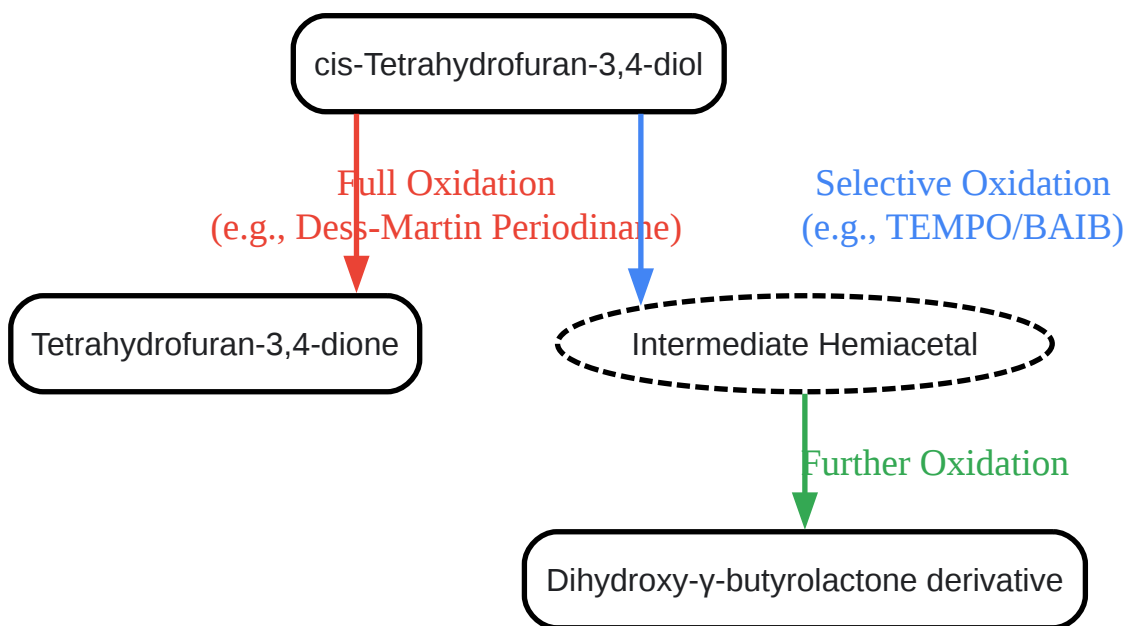 cis-Tetrahydrofuran-3,4-diol
Full Oxidation
(e.g., Dess-Martin Periodinane)
Selective Oxidation
(e.g., TEMPO/BAIB)
Tetrahydrofuran-3,4-dione
Intermediate Hemiacetal
Further Oxidation
Dihydroxy-γ-butyrolactone derivative